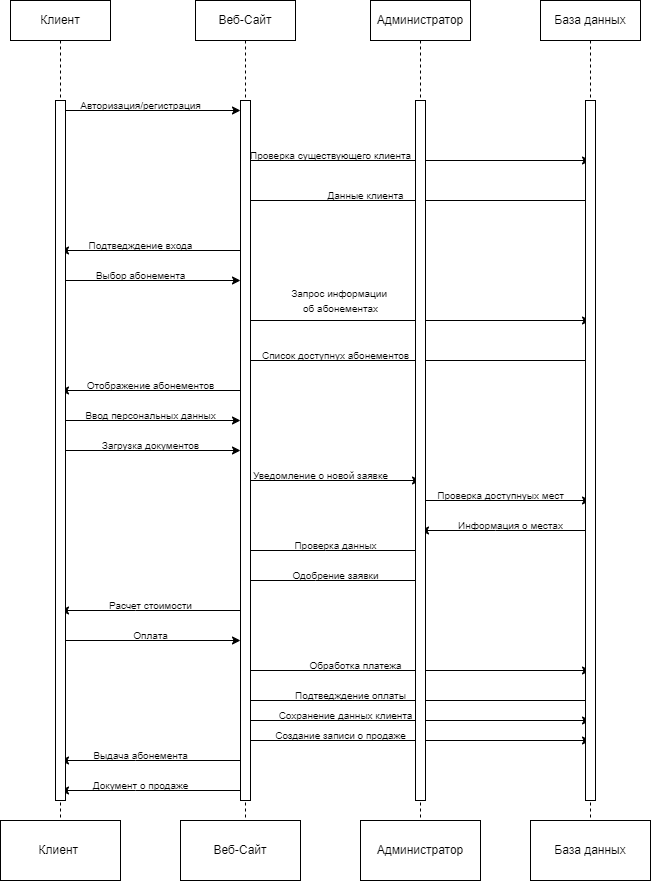 Клиент
Веб-Сайт
Администратор
База данных
Авторизация/регистрация
Проверка существующего клиента
Данные клиента
Подтведждение входа
Выбор абонемента
Запрос информации
об абонементах
Список доступнух абонементов
Отображение абонементов
Ввод персональных данных
Загрузка документов
Уведомление о новой заявке
Проверка доступнуых мест
Информация о местах
Проверка данных
Одобрение заявки
Расчет стоимости
Оплата
Обработка платежа
Подтведждение оплаты
Сохранение данных клиента
Создание записи о продаже
Выдача абонемента
Документ о продаже
Клиент
Веб-Сайт
Администратор
База данных